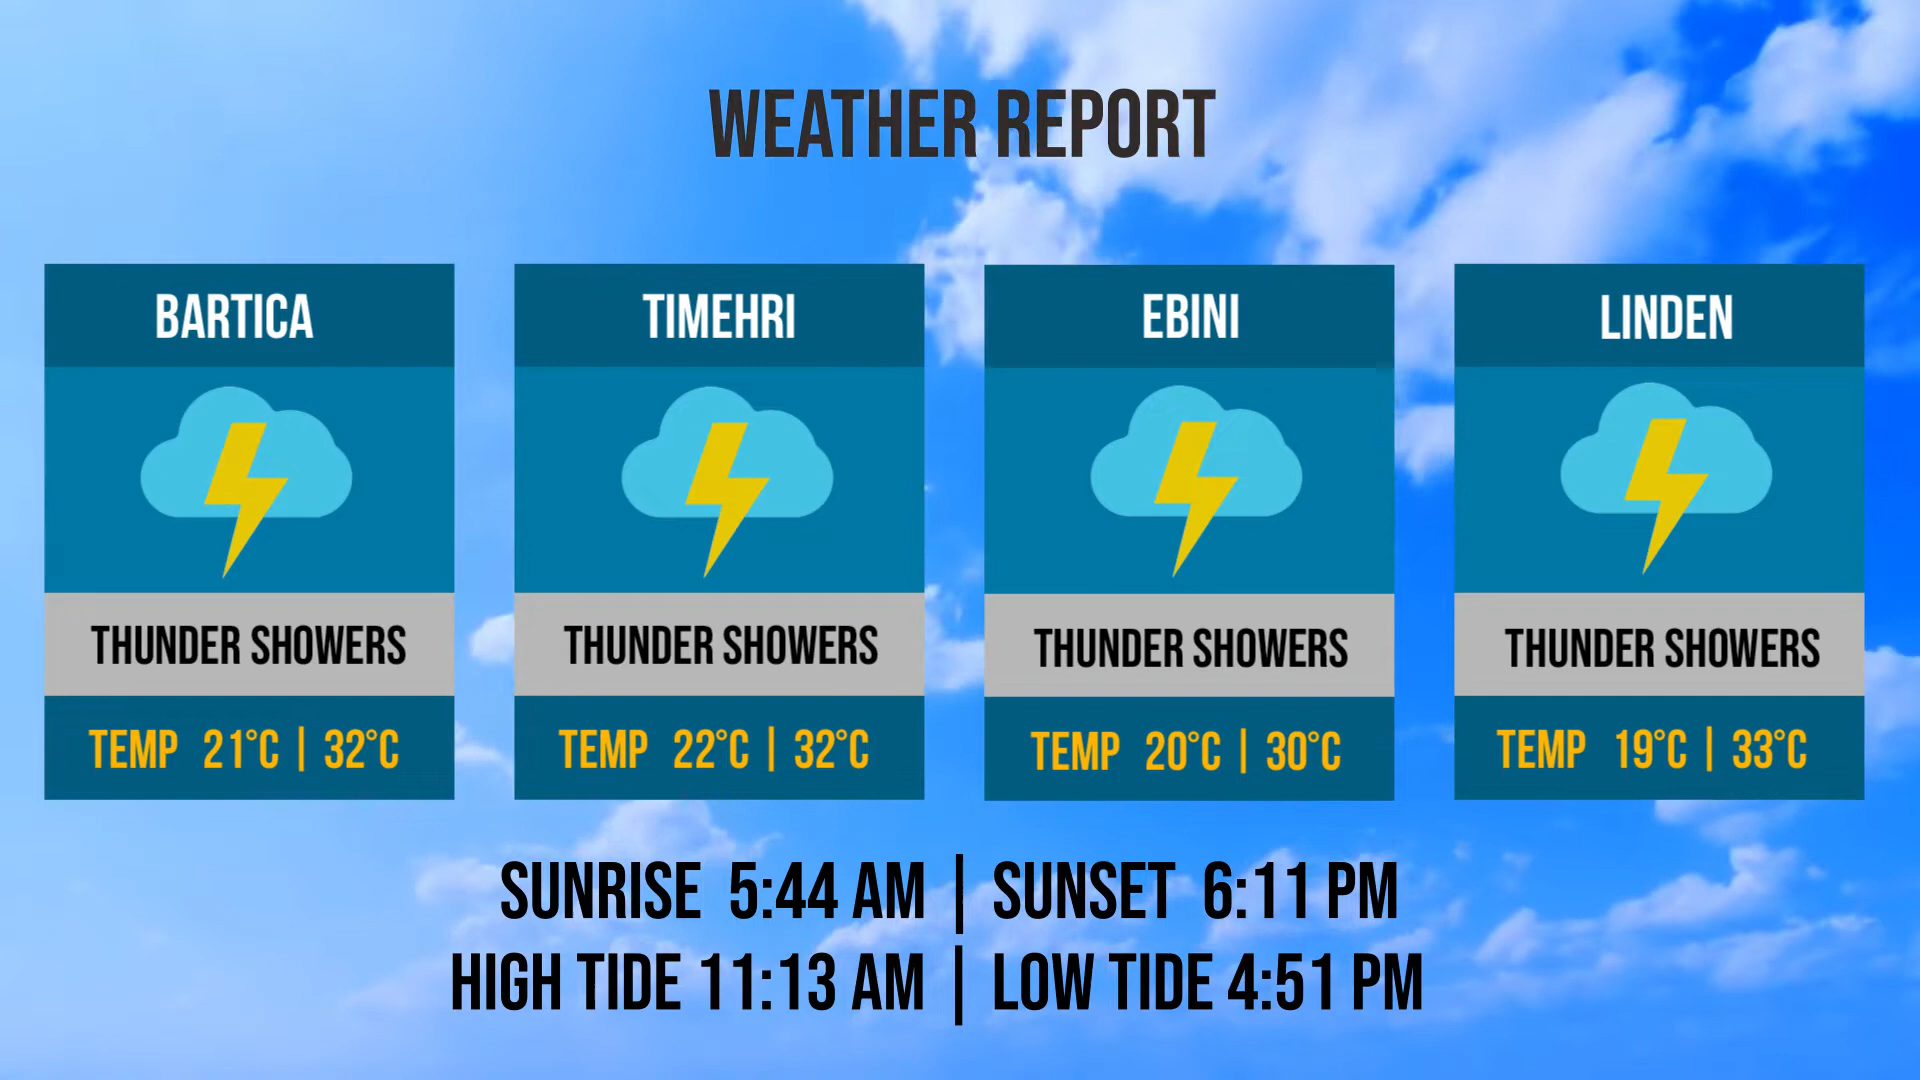 WEATHER REPORT
BARTICA
THUNDER SHOWERS
TEMP 21°C | 32°C
TIMEHRI
THUNDER SHOWERS
TEMP 22°C | 32°C
EBINI
THUNDER SHOWERS
TEMP 20°C | 30°C
LINDEN
THUNDER SHOWERS
TEMP 19°C | 33°C
SUNRISE 5:44 AM | SUNSET 6:11 PM
HIGH TIDE 11:13 AM | LOW TIDE 4:51 PM